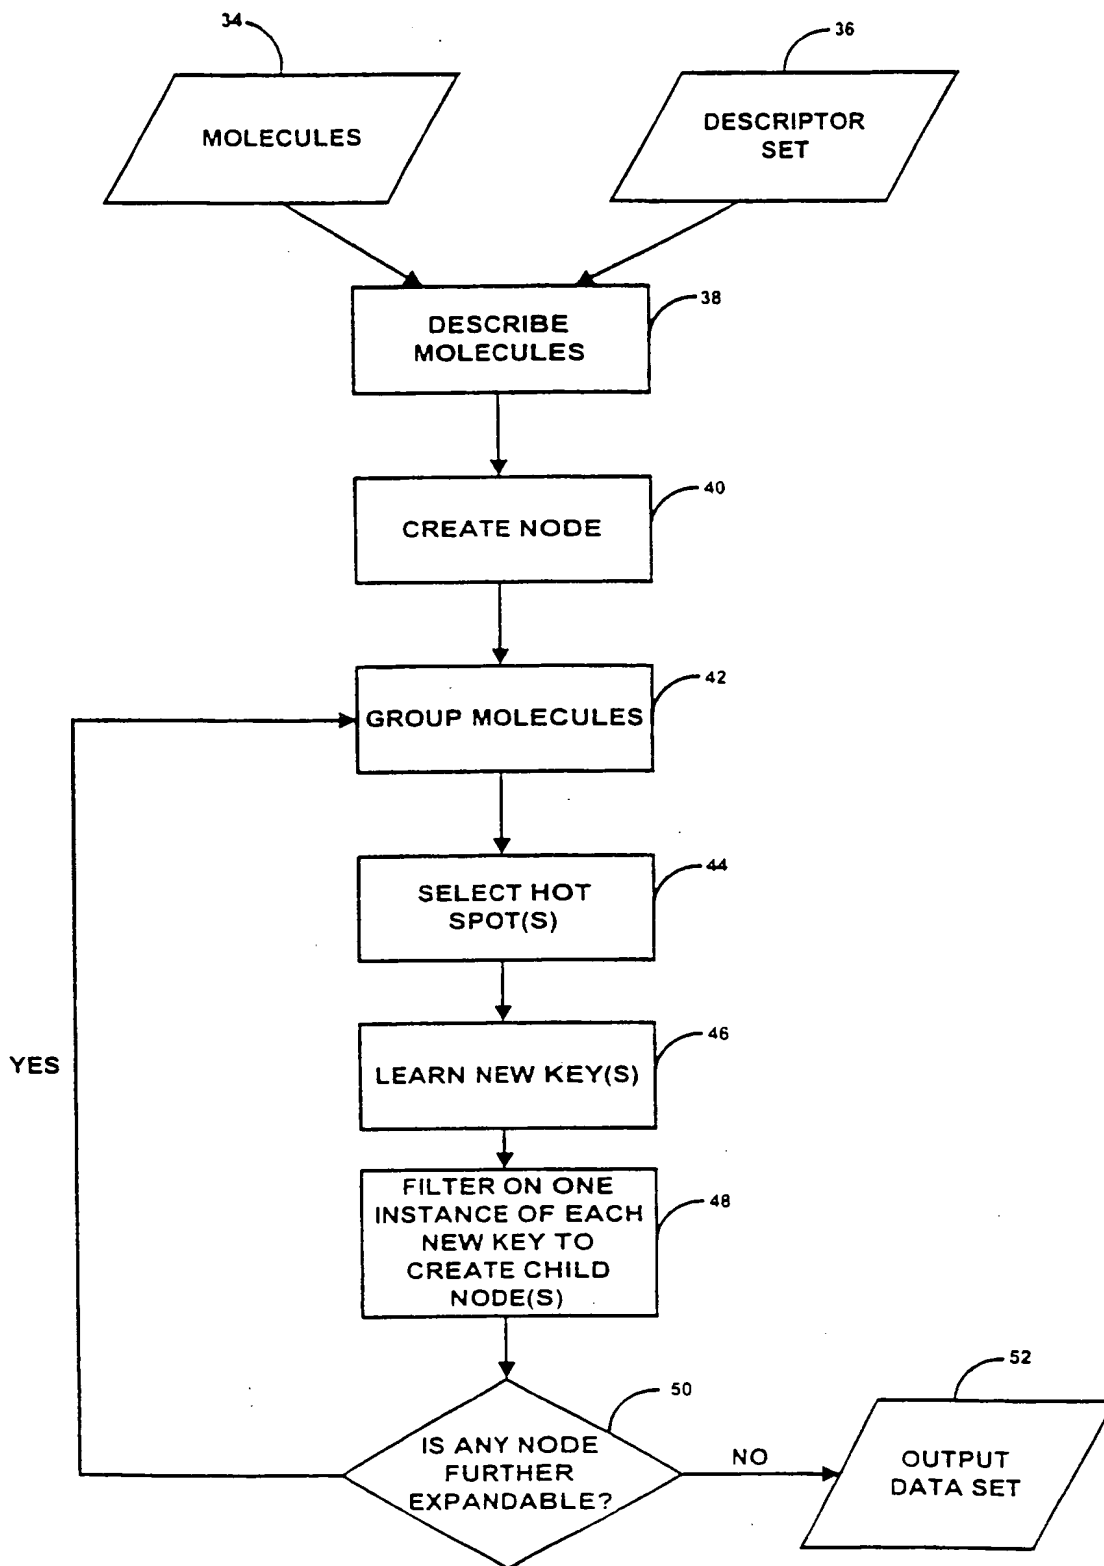 34
36
MOLECULES
DESCRIPTOR
SET
38
DESCRIBE
MOLECULES
40
CREATE NODE
42
GROUP MOLECULES
44
SELECT HOT
SPOT(S)
46
YES
LEARN NEW KEY(S)
48
FILTER ON ONE
INSTANCE OF EACH
NEW KEY TO
CREATE CHILD
NODE(S)
52
50
IS ANY NODE
FURTHER
EXPANDABLE?
NO
OUTPUT
DATA SET